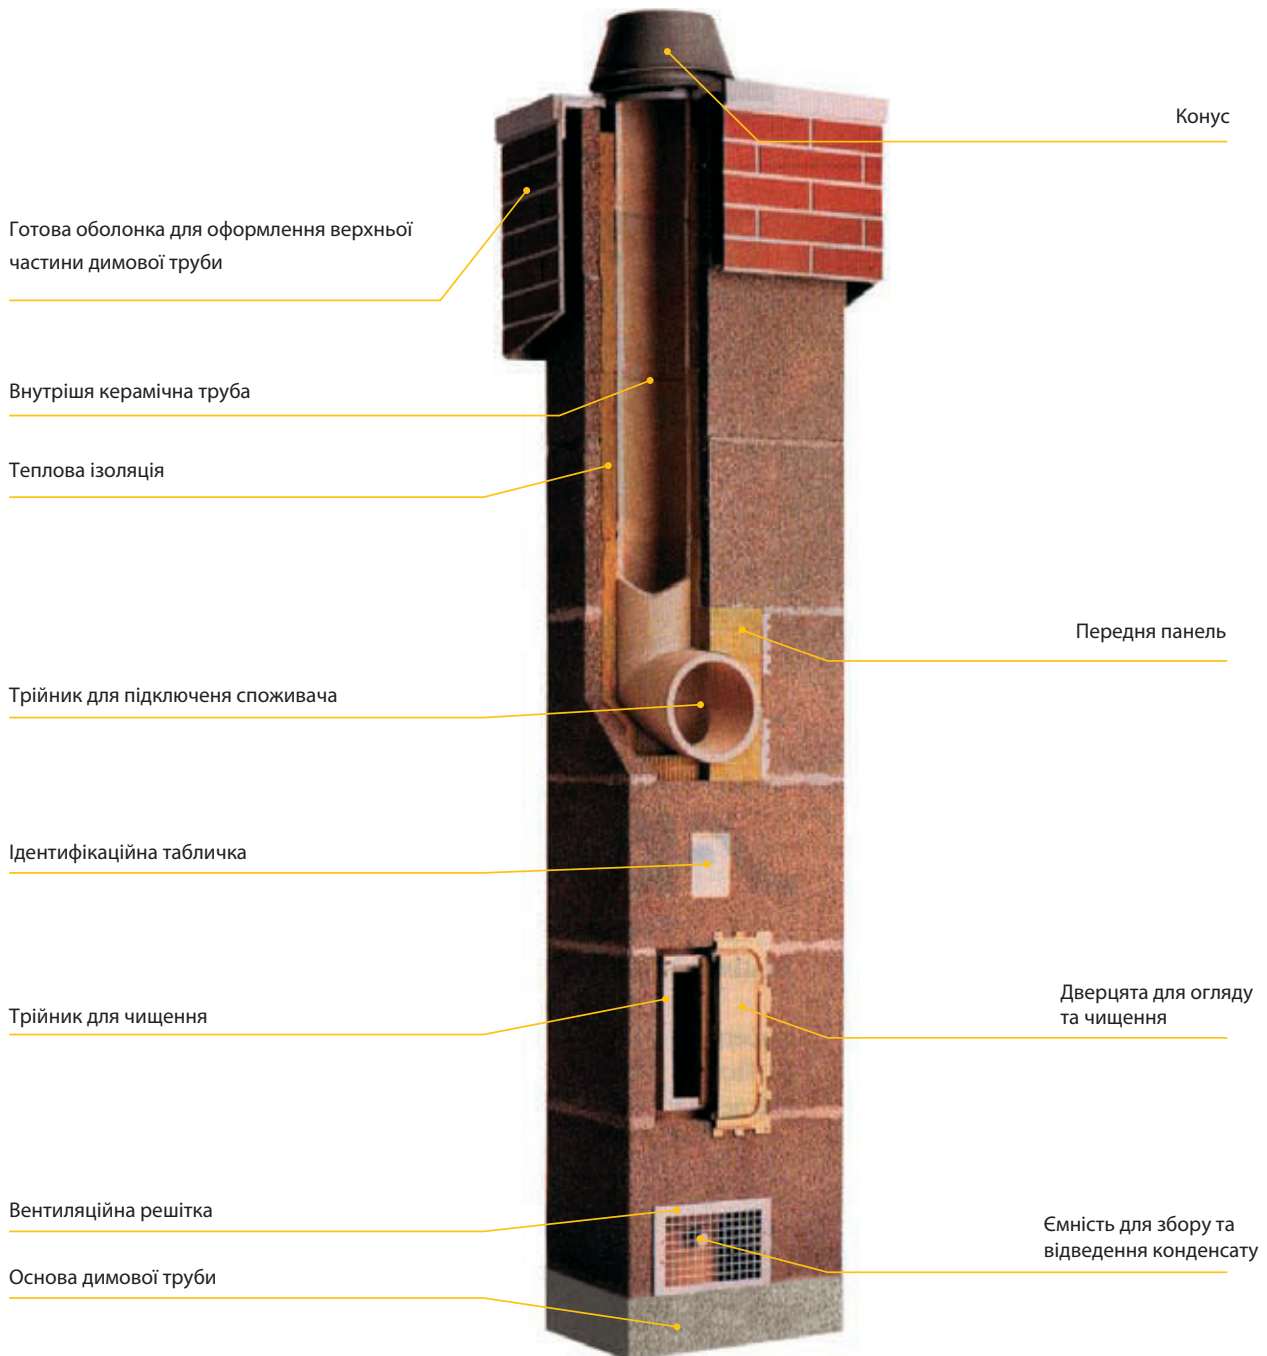 Конус
Готова оболонка для оформлення верхньої
частини димової труби
Внутрішя керамічна труба
Теплова ізоляція
Передня панель
Трійник для підключеня споживача
Ідентифікаційна табличка
Трійник для чищення
Дверцята для огляду
та чищення
Вентиляційна решітка
Ємність для збору та
відведення конденсату
Основа димової труби